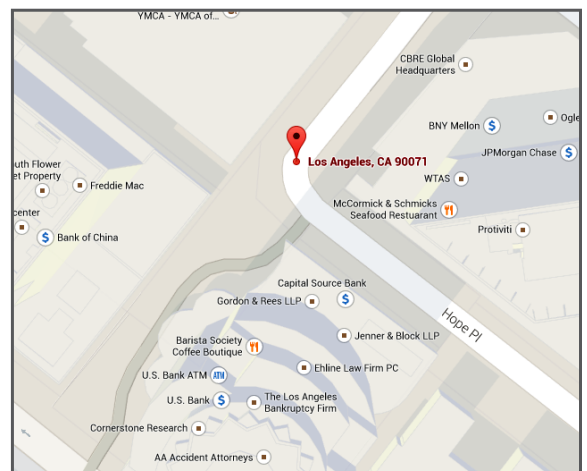 YMCA - YMCA of...
CBRE Global
Headquarters
BNY Mellon
Ogle
JPMorgan Chase
Los Angeles, CA 90071
WTAS
uth Flower
et Property
Freddie Mac
McCormick & Schmicks
Seafood Restuarant
center
Bank of China
Protiviti
Capital Source Bank
Gordon & Rees LLP
Hope Pl
Jenner & Block LLP
Barista Society
Coffee Boutique
Ehline Law Firm PC
U.S. Bank ATM
ATM
U.S. Bank
The Los Angeles
Bankruptcy Firm
Cornerstone Research
AA Accident Attorneys